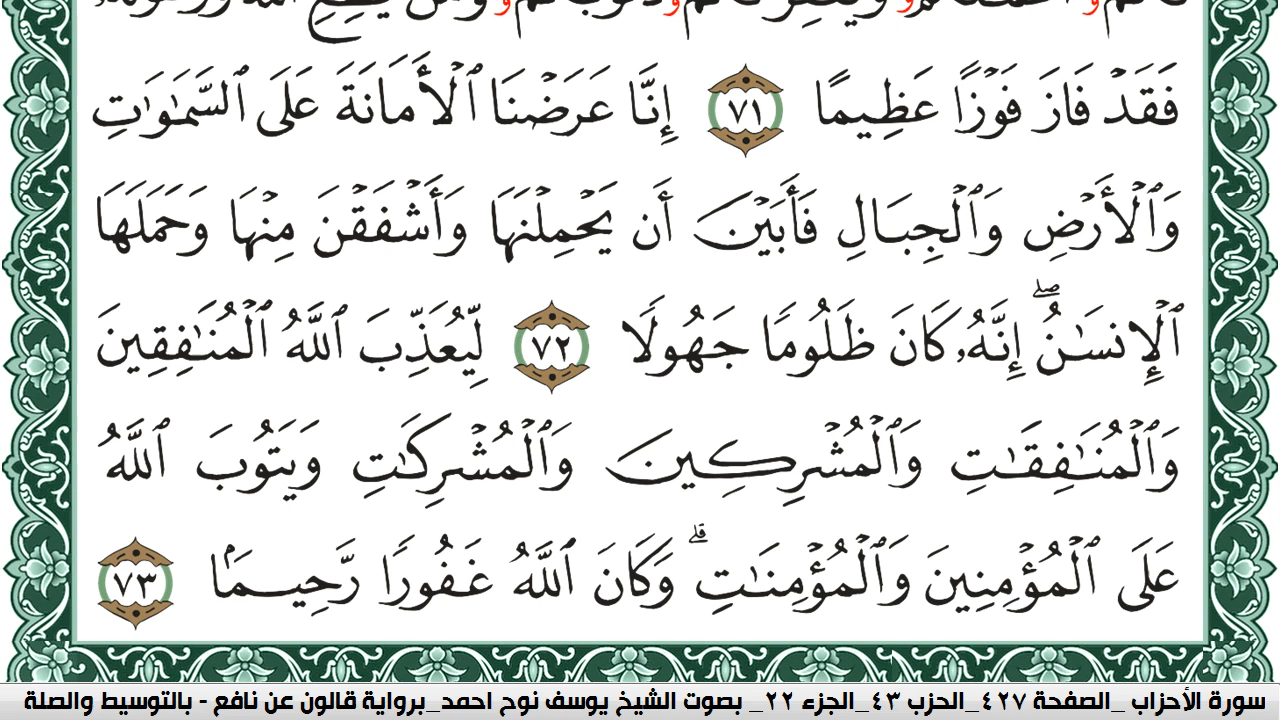 فَقَدْ فَازَ فَوْزًا عَظِيمًا ٧١ إِنَّا عَرَضْنَا ٱلْأَمَانَةَ عَلَى ٱلسَّمَٰوَٰتِ
وَٱلْأَرْضِ وَٱلْجِبَالِ فَأَبَيْنَ أَن يَحْمِلْنَهَا وَأَشْفَقْنَ مِنْهَا وَحَمَلَهَا
ٱلْإِنسَٰنُۖ إِنَّهُۥ كَانَ ظَلُومًا جَهُولًا ٧٢ لِّيُعَذِّبَ ٱللَّهُ ٱلْمُنَٰفِقِينَ
وَٱلْمُنَٰفِقَٰتِ وَٱلْمُشْرِكِينَ وَٱلْمُشْرِكَٰتِ وَيَتُوبَ ٱللَّهُ
عَلَى ٱلْمُؤْمِنِينَ وَٱلْمُؤْمِنَٰتِۗ وَكَانَ ٱللَّهُ غَفُورًا رَّحِيمًۢا ٧٣
سورة الأحزاب _الصفحة ٤٢٧_الحزب ٤٣_الجزء ٢٢_ بصوت الشيخ يوسف نوح احمد_برواية قالون عن نافع - بالتوسيط والصلة